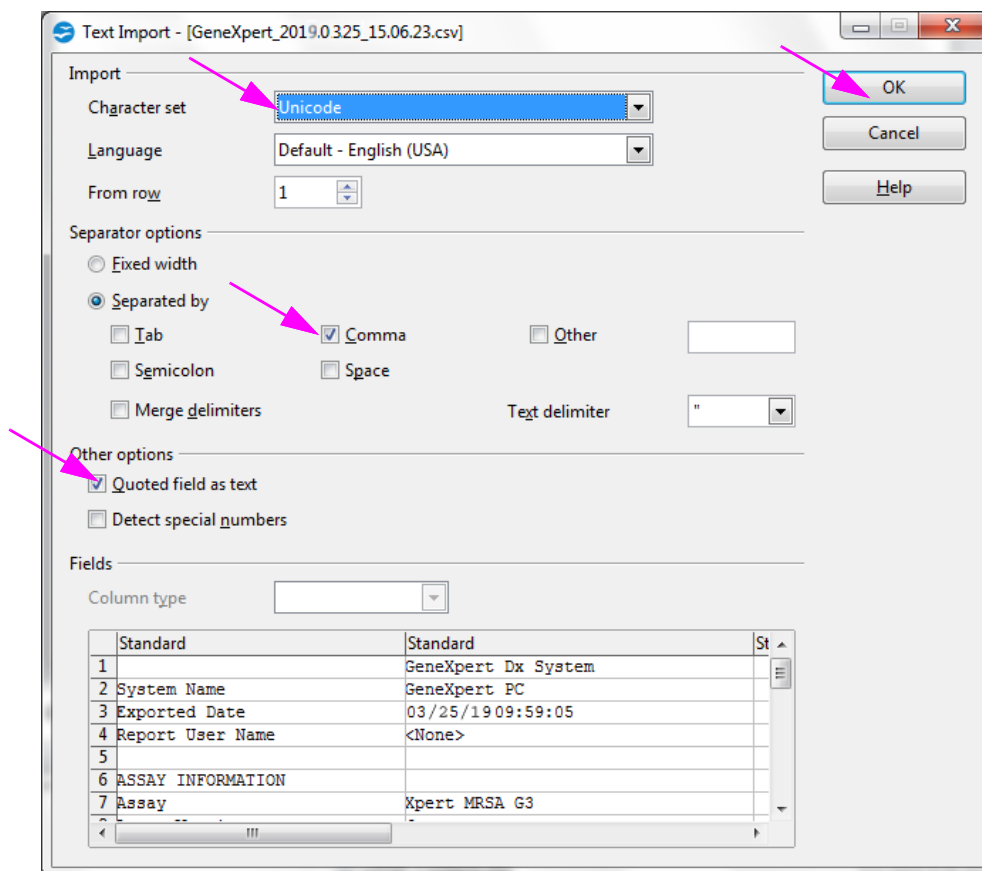 Text Import - [GeneXpert_2019.0325_15.06.23.csv]
Import
OK
Character set
Unicode
Cancel
Language
Default - English (USA)
From row
1
Help
Separator options
Fixed width
Separated by
Tab
Comma
Other
Semicolon
Space
Merge delimiters
Text delimiter
"
Other options
Quoted field as text
Detect special numbers
Fields
Column type
Standard Standard St
1 GeneXpert Dx System
2 System Name GeneXpert PC
3 Exported Date 03/25/19 09:59:05
4 Report User Name <None>
5
6 ASSAY INFORMATION
7 Assay Xpert MRSA G3